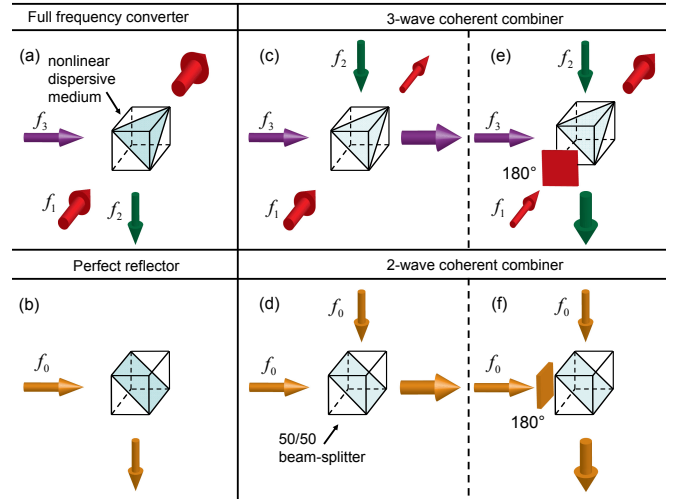 Full frequency converter
3-wave coherent combiner
(a)
nonlinear
dispersive
medium
f3
f1
f2
(c)
f2
f3
f1
(e)
f2
f3
180°
f1
Perfect reflector
2-wave coherent combiner
(b)
f0
(d)
f0
f0
50/50
beam-splitter
(f)
f0
f0
180°